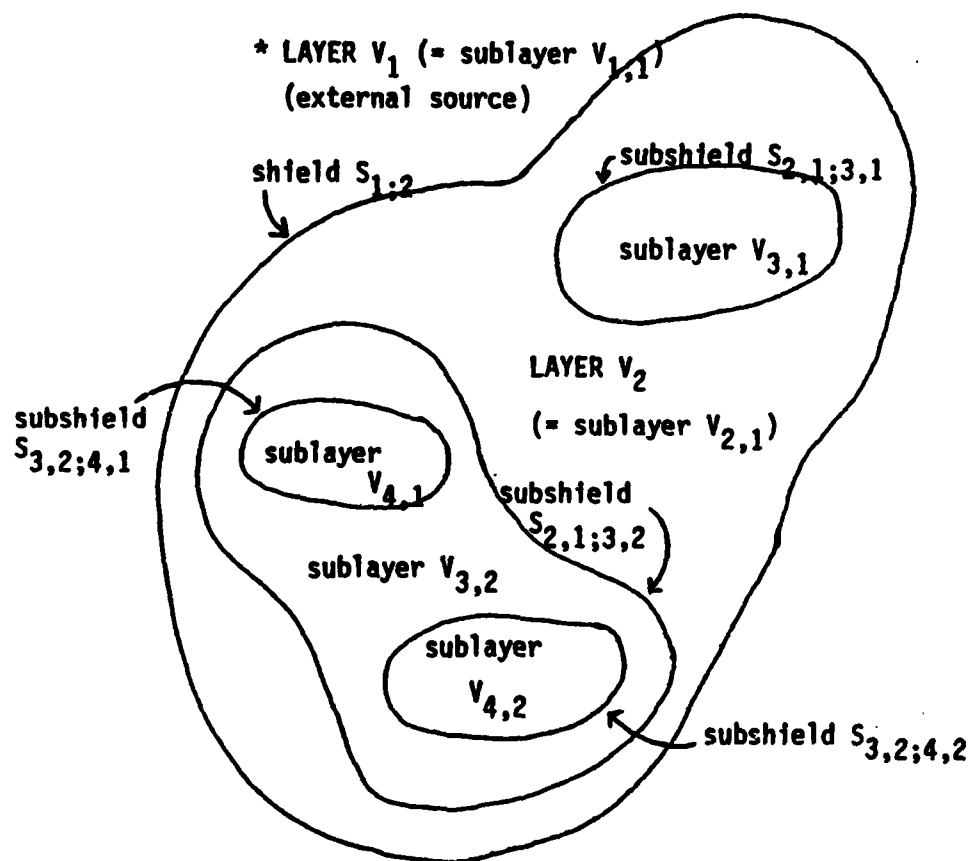 * LAYER V1 (= sublayer V1,1)
(external source)
shield S1;2
subshield S2,1;3,1
sublayer V3,1
LAYER V2
(= sublayer V2,1)
subshield
S3,2;4,1
sublayer
V4,1
subshield
S2,1;3,2
sublayer V3,2
sublayer
V4,2
subshield S3,2;4,2